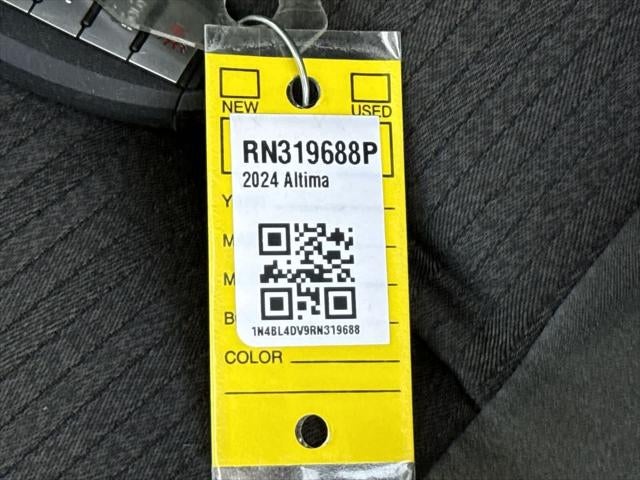 NEW USED
RN319688P
2024 Altima
Y
M
M
B
1N4BL4DV9RN319688
COLOR